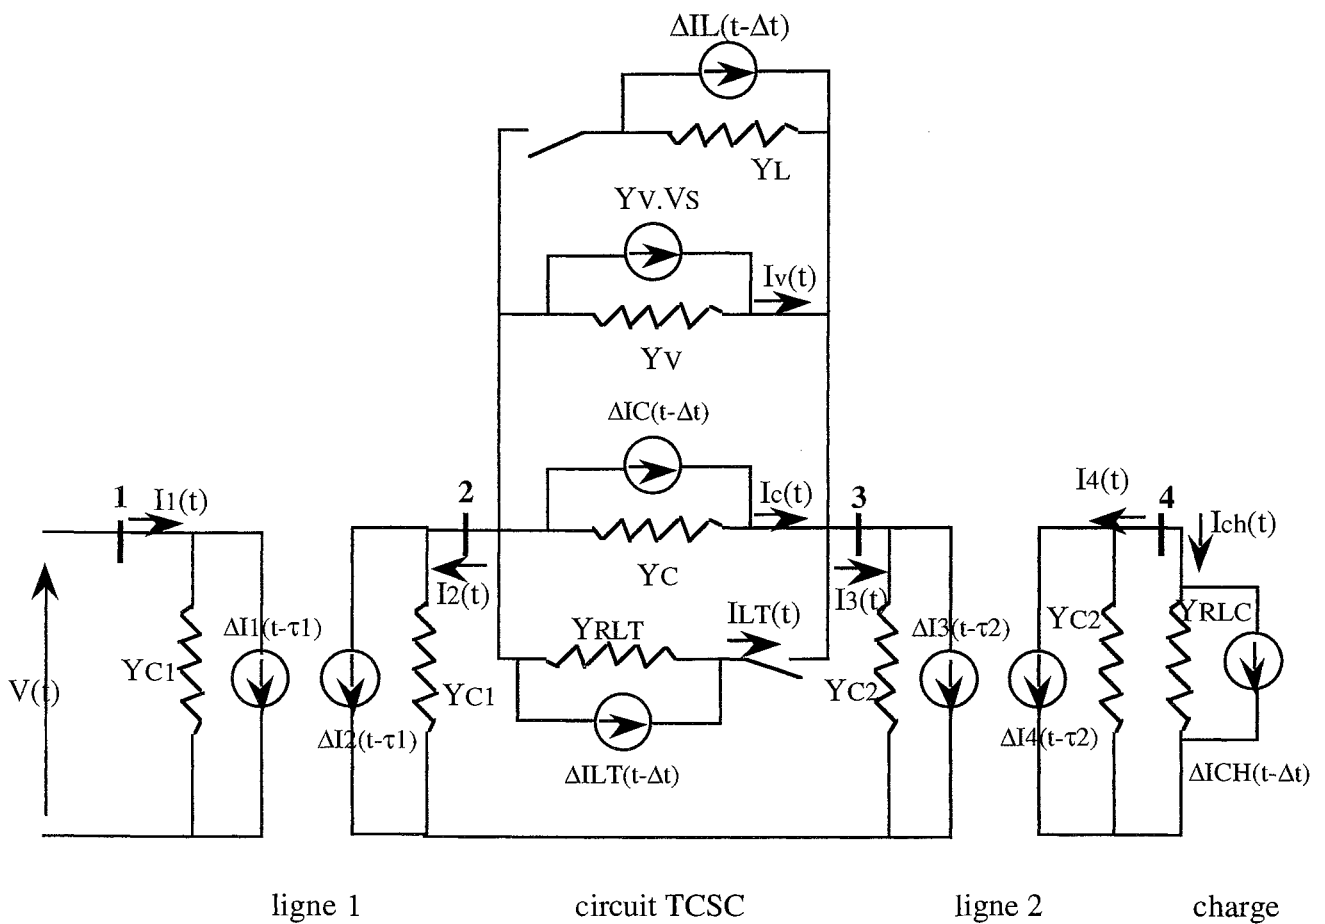 ΔIL(t-Δt)
YL
YV.VS
Iv(t)
YV
ΔIC(t-Δt)
1
I1(t)
2
Ic(t)
3
I4(t)
4
Ich(t)
YC
I2(t)
I3(t)
ILT(t)
YRLT
ΔI1(t-τ1)
ΔI3(t-τ2)
YC2
YRLC
YC1
V(t)
YC1
YC2
ΔI2(t-τ1)
ΔI4(t-τ2)
ΔILT(t-Δt)
ΔICH(t-Δt)
ligne 1
circuit TCSC
ligne 2
charge